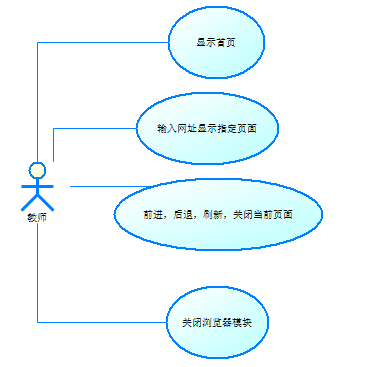 显示首页
输入网址显示指定页面
前进，后退，刷新，关闭当前页面
教师
关闭浏览器模块